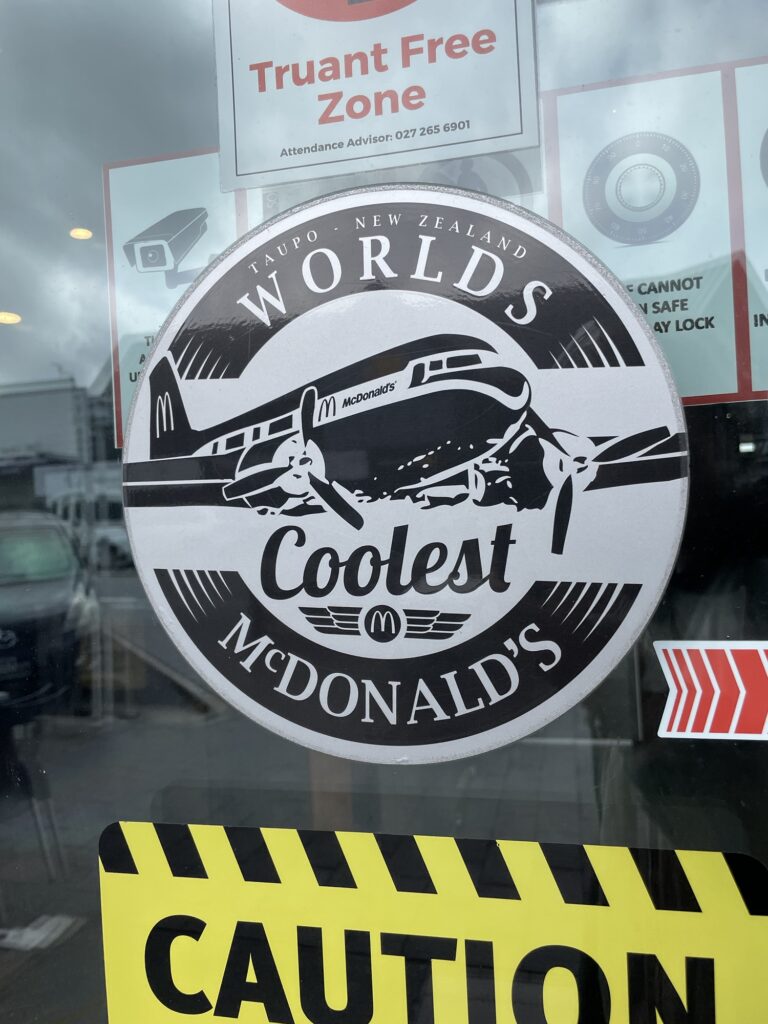 Truant Free
Zone
Attendance Advisor: 027 265 6901
TAUPO - NEW ZEALAND
WORLDS
McDonald's
Coolest
McDONALD'S
CANNOT
SAFE
LOCK
CAUTION